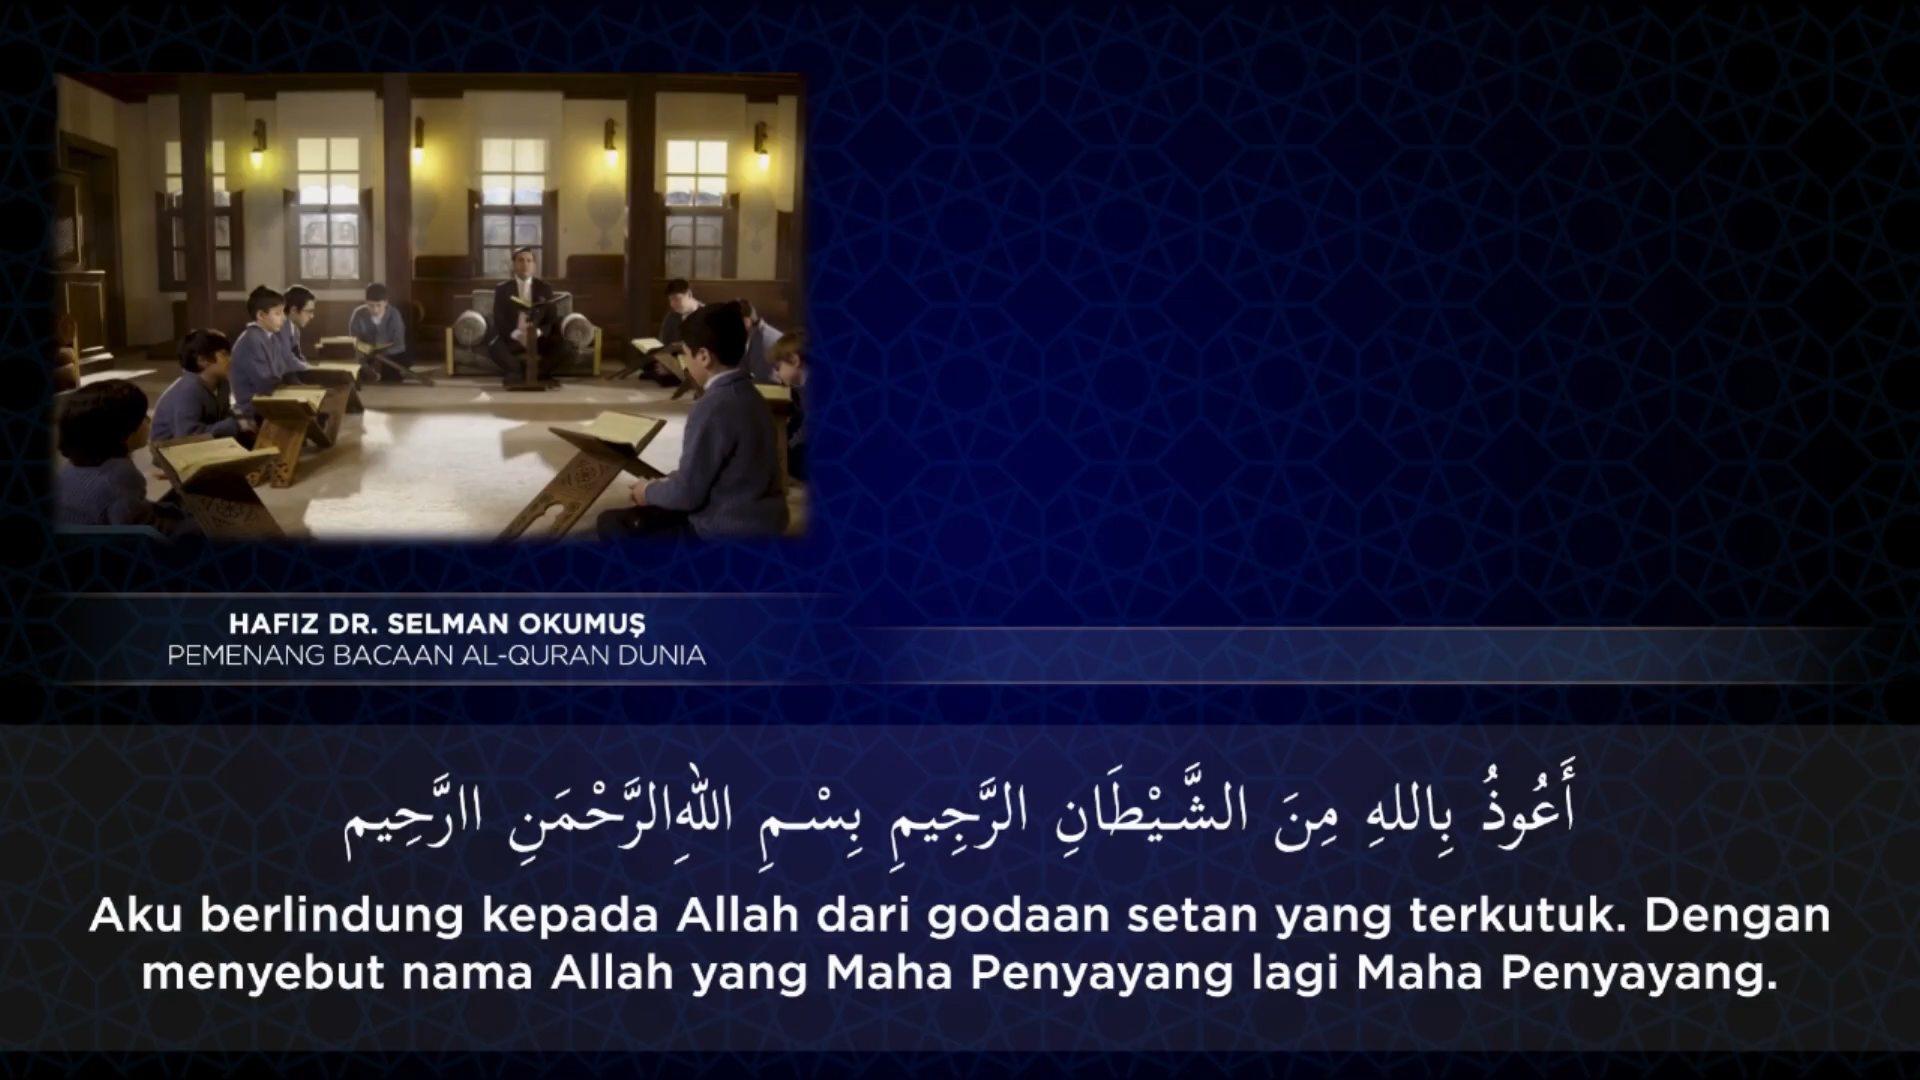 HAFIZ DR. SELMAN OKUMUŞ
PEMENANG BACAAN AL-QURAN DUNIA
أَعُوذُ بِاللهِ مِنَ الشَّيْطَانِ الرَّجِيمِ بِسْمِ اللّٰهِالرَّحْمَنِ اارَّحِيم
Aku berlindung kepada Allah dari godaan setan yang terkutuk. Dengan
menyebut nama Allah yang Maha Penyayang lagi Maha Penyayang.